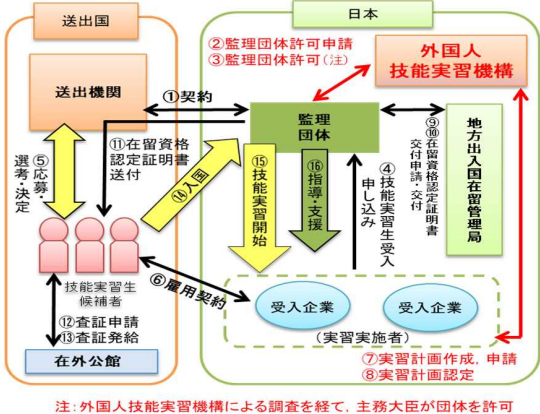 送出国
日本
②監理団体許可申請
③監理団体許可(注)
外国人
技能実習機構
送出機関
①契約
監理
団体
地方出入国在留管理局
⑨⑩在留資格認定証明書
交付申請・交付
⑪在留資格
認定証明書
送付
⑤応募・
選考・決定
⑭入国
⑮技能実習開始
⑯指導・支援
④技能実習生受入
申し込み
技能実習生
候補者
⑥雇用契約
受入企業
受入企業
(実習実施者)
⑫査証申請
⑬査証発給
在外公館
⑦実習計画作成，申請
⑧実習計画認定
注：外国人技能実習機構による調査を経て，主務大臣が団体を許可